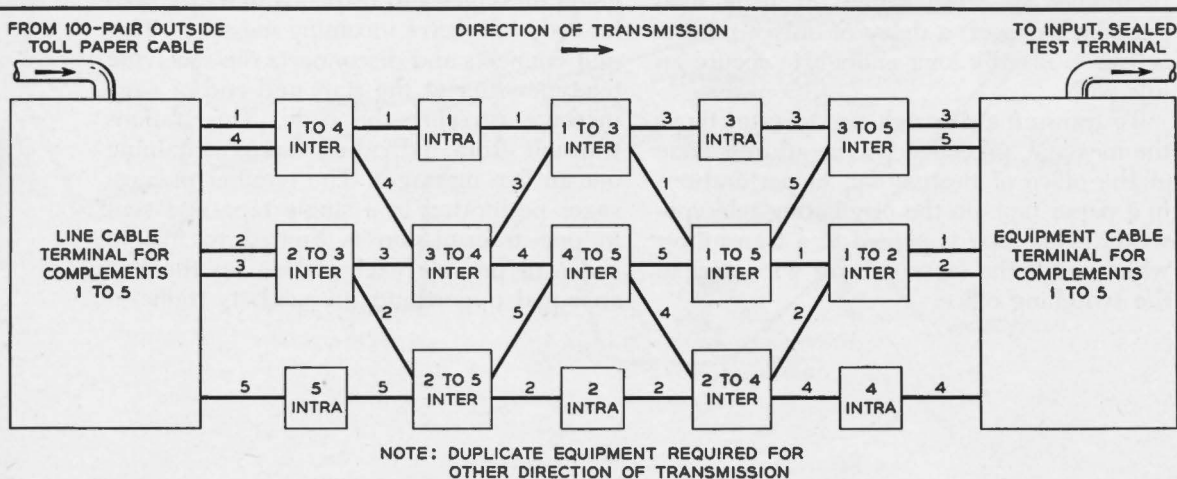 FROM 100-PAIR OUTSIDE
TOLL PAPER CABLE
DIRECTION OF TRANSMISSION
TO INPUT, SEALED
TEST TERMINAL
LINE CABLE
TERMINAL FOR
COMPLEMENTS
1 TO 5
1
4
1 TO 4
INTER
1
INTRA
1 TO 3
INTER
3
3
INTRA
3
3 TO 5
INTER
3
5
4
3
1
5
2
3
2 TO 3
INTER
3
3 TO 4
INTER
4
4 TO 5
INTER
5
1 TO 5
INTER
1
1 TO 2
INTER
1
2
2
5
4
2
5
5
INTRA
5
2 TO 5
INTER
2
2
INTRA
2
2 TO 4
INTER
4
4
INTRA
4
EQUIPMENT CABLE
TERMINAL FOR
COMPLEMENTS
TO 5
NOTE: DUPLICATE EQUIPMENT REQUIRED FOR
OTHER DIRECTION OF TRANSMISSION